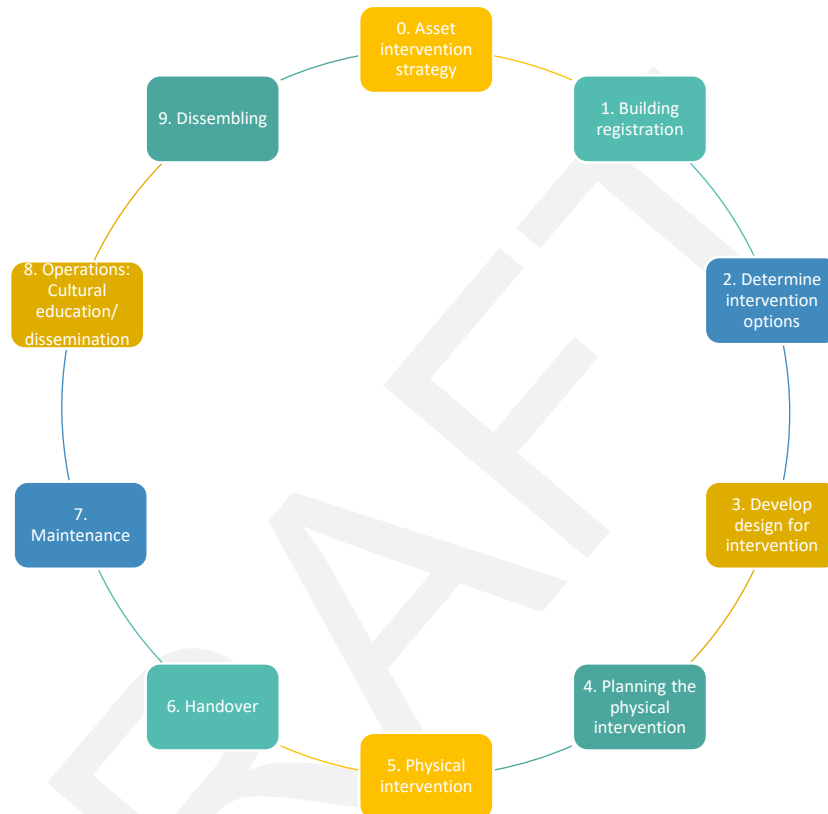 0. Asset
intervention
strategy
1. Building
registration
2. Determine
intervention
options
3. Develop
design for
intervention
4. Planning the
physical
intervention
5. Physical
intervention
6. Handover
7.
Maintenance
8. Operations:
Cultural
education/
dissemination
9. Dissembling
DRAFT